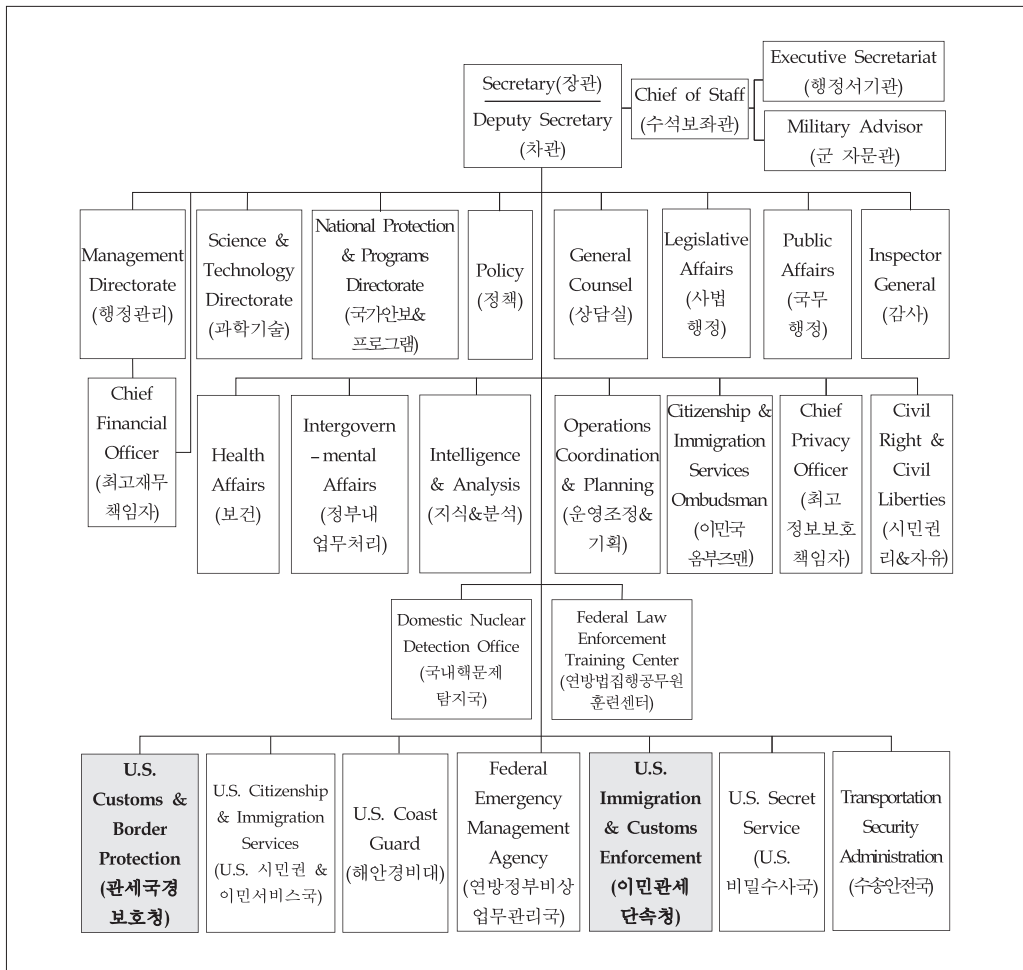 Secretary(장관)
Deputy Secretary
(차관)
Chief of Staff
(수석보좌관)
Executive Secretariat
(행정서기관)
Military Advisor
(군 자문관)
Management
Directorate
(행정관리)
Science &
Technology
Directorate
(과학기술)
National Protection
& Programs
Directorate
(국가안보&
프로그램)
Policy
(정책)
General
Counsel
(상담실)
Legislative
Affairs
(사법
행정)
Public
Affairs
(국무
행정)
Inspector
General
(감사)
Chief
Financial
Officer
(최고재무
책임자)
Health
Affairs
(보건)
Intergovern
-mental
Affairs
(정부내
업무처리)
Intelligence
& Analysis
(지식&분석)
Operations
Coordination
& Planning
(운영조정&
기획)
Citizenship &
Immigration
Services
Ombudsman
(이민국
옴부즈맨)
Chief
Privacy
Officer
(최고
정보보호
책임자)
Civil
Right &
Civil
Liberties
(시민권
리&자유)
Domestic Nuclear
Detection Office
(국내핵문제
탐지국)
Federal Law
Enforcement
Training Center
(연방법집행공무원
훈련센터)
U.S.
Customs &
Border
Protection
(관세국경
보호청)
U.S. Citizenship
& Immigration
Services
(U.S. 시민권 &
이민서비스국)
U.S. Coast
Guard
(해안경비대)
Federal
Emergency
Management
Agency
(연방정부비상
업무관리국)
U.S.
Immigration
& Customs
Enforcement
(이민관세
단속청)
U.S. Secret
Service
(U.S.
비밀수사국)
Transportation
Security
Administration
(수송안전국)